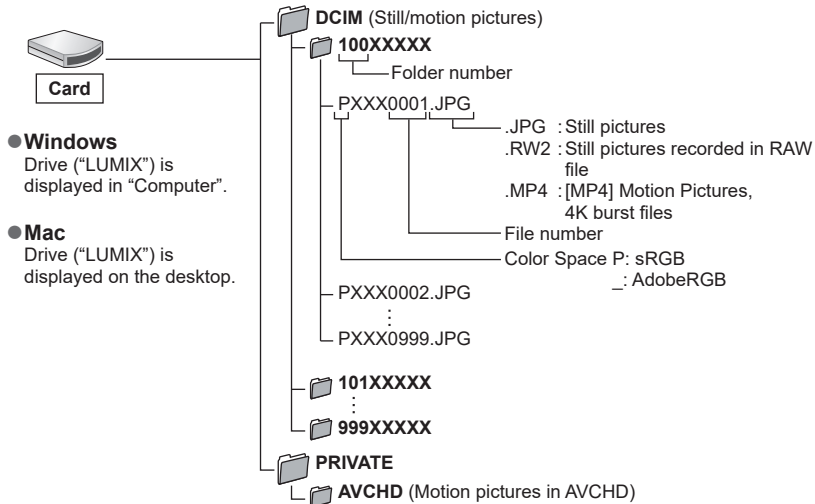 DCIM (Still/motion pictures)
100XXXXX
Folder number
Card
PXXX0001.JPG
.JPG : Still pictures
.RW2 : Still pictures recorded in RAW
file
.MP4 : [MP4] Motion Pictures,
4K burst files
File number
Color Space P: sRGB
_: AdobeRGB
●Windows
Drive ("LUMIX") is
displayed in “Computer”.
●Mac
Drive ("LUMIX") is
displayed on the desktop.
PXXX0002.JPG
PXXX0999.JPG
101XXXXX
999XXXXX
PRIVATE
AVCHD (Motion pictures in AVCHD)